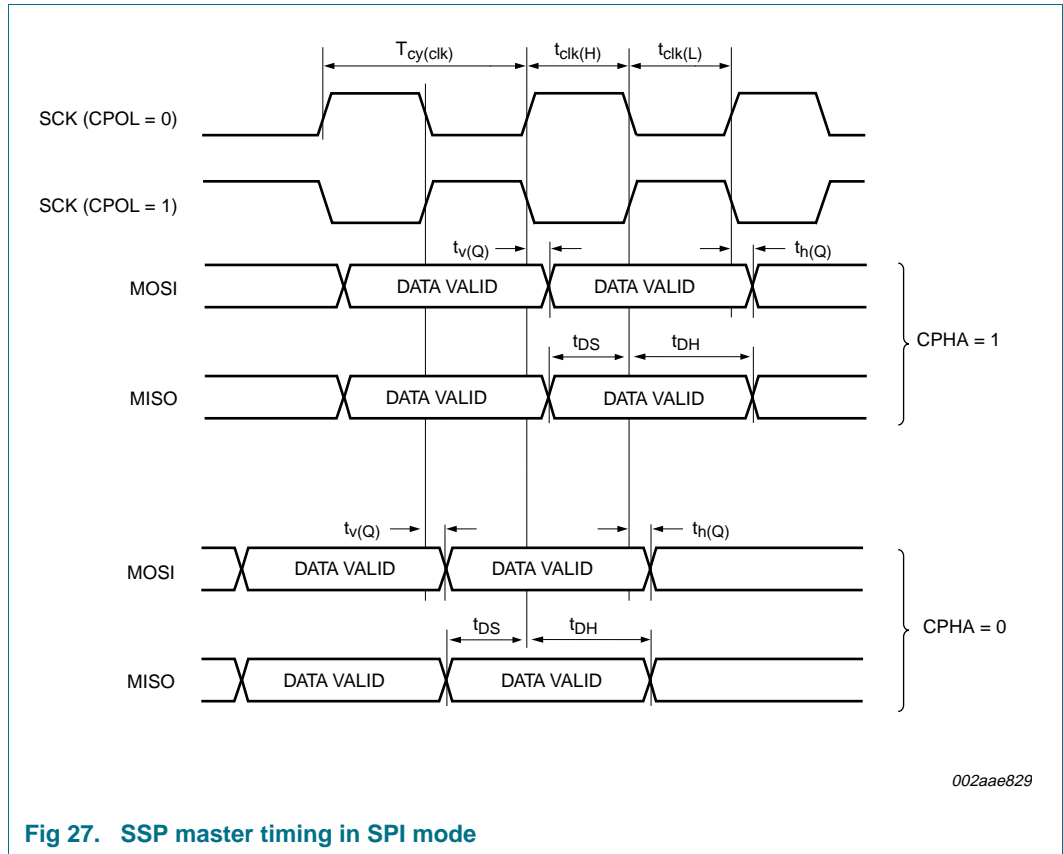 Tcy(clk) tclk(H) tclk(L)
SCK (CPOL = 0)
SCK (CPOL = 1)
tv(Q) th(Q)
MOSI DATA VALID DATA VALID
CPHA = 1
tDS tDH
MISO DATA VALID DATA VALID
tv(Q) th(Q)
MOSI DATA VALID DATA VALID
CPHA = 0
tDS tDH
MISO DATA VALID DATA VALID
002aae829
Fig 27. SSP master timing in SPI mode